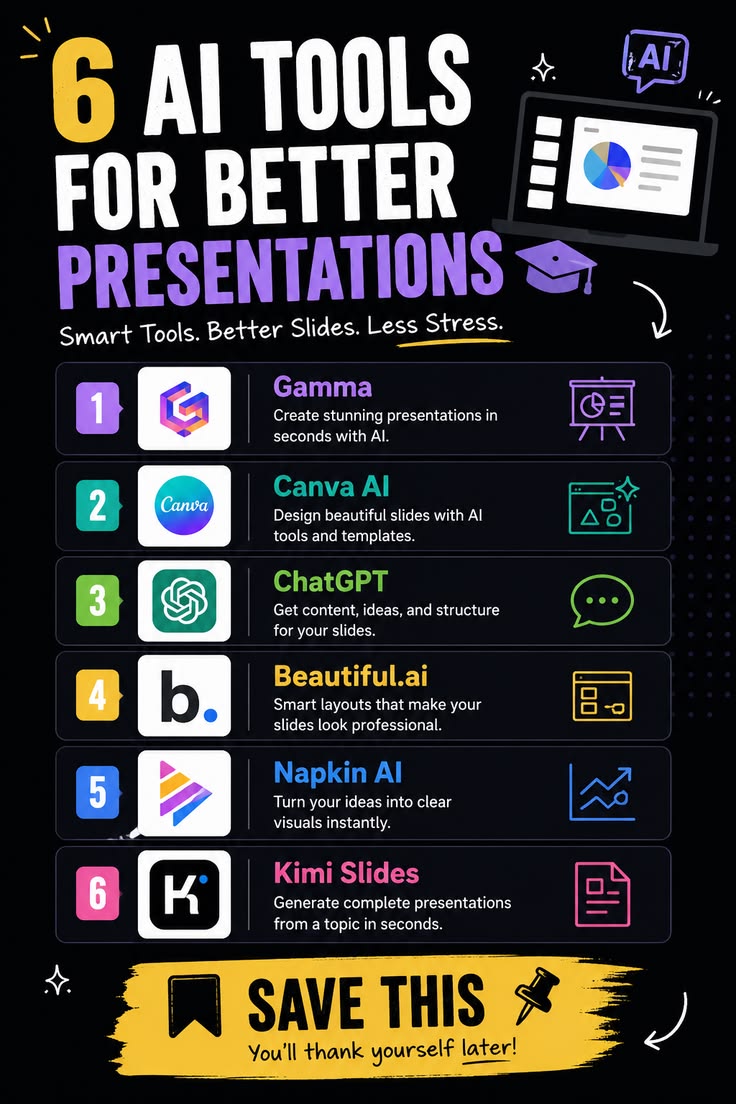 6 AI TOOLS
FOR BETTER
PRESENTATIONS
Smart Tools. Better Slides. Less Stress.
AI
1
Gamma
Create stunning presentations in
seconds with AI.
2
Canva
Canva AI
Design beautiful slides with AI
tools and templates.
3
ChatGPT
Get content, ideas, and structure
for your slides.
4
b.
Beautiful.ai
Smart layouts that make your
slides look professional.
5
Napkin AI
Turn your ideas into clear
visuals instantly.
6
K
Kimi Slides
Generate complete presentations
from a topic in seconds.
SAVE THIS
You'll thank yourself later!